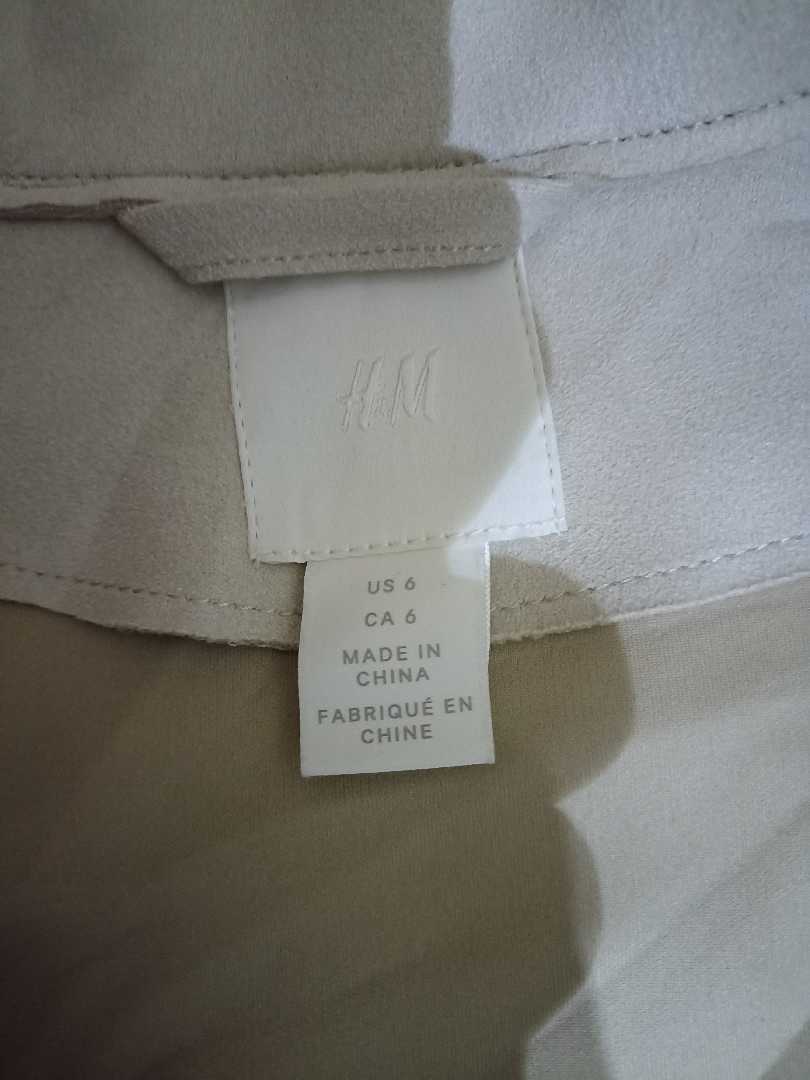 H&M
US 6
CA 6
MADE IN
CHINA
FABRIQUÉ EN
CHINE